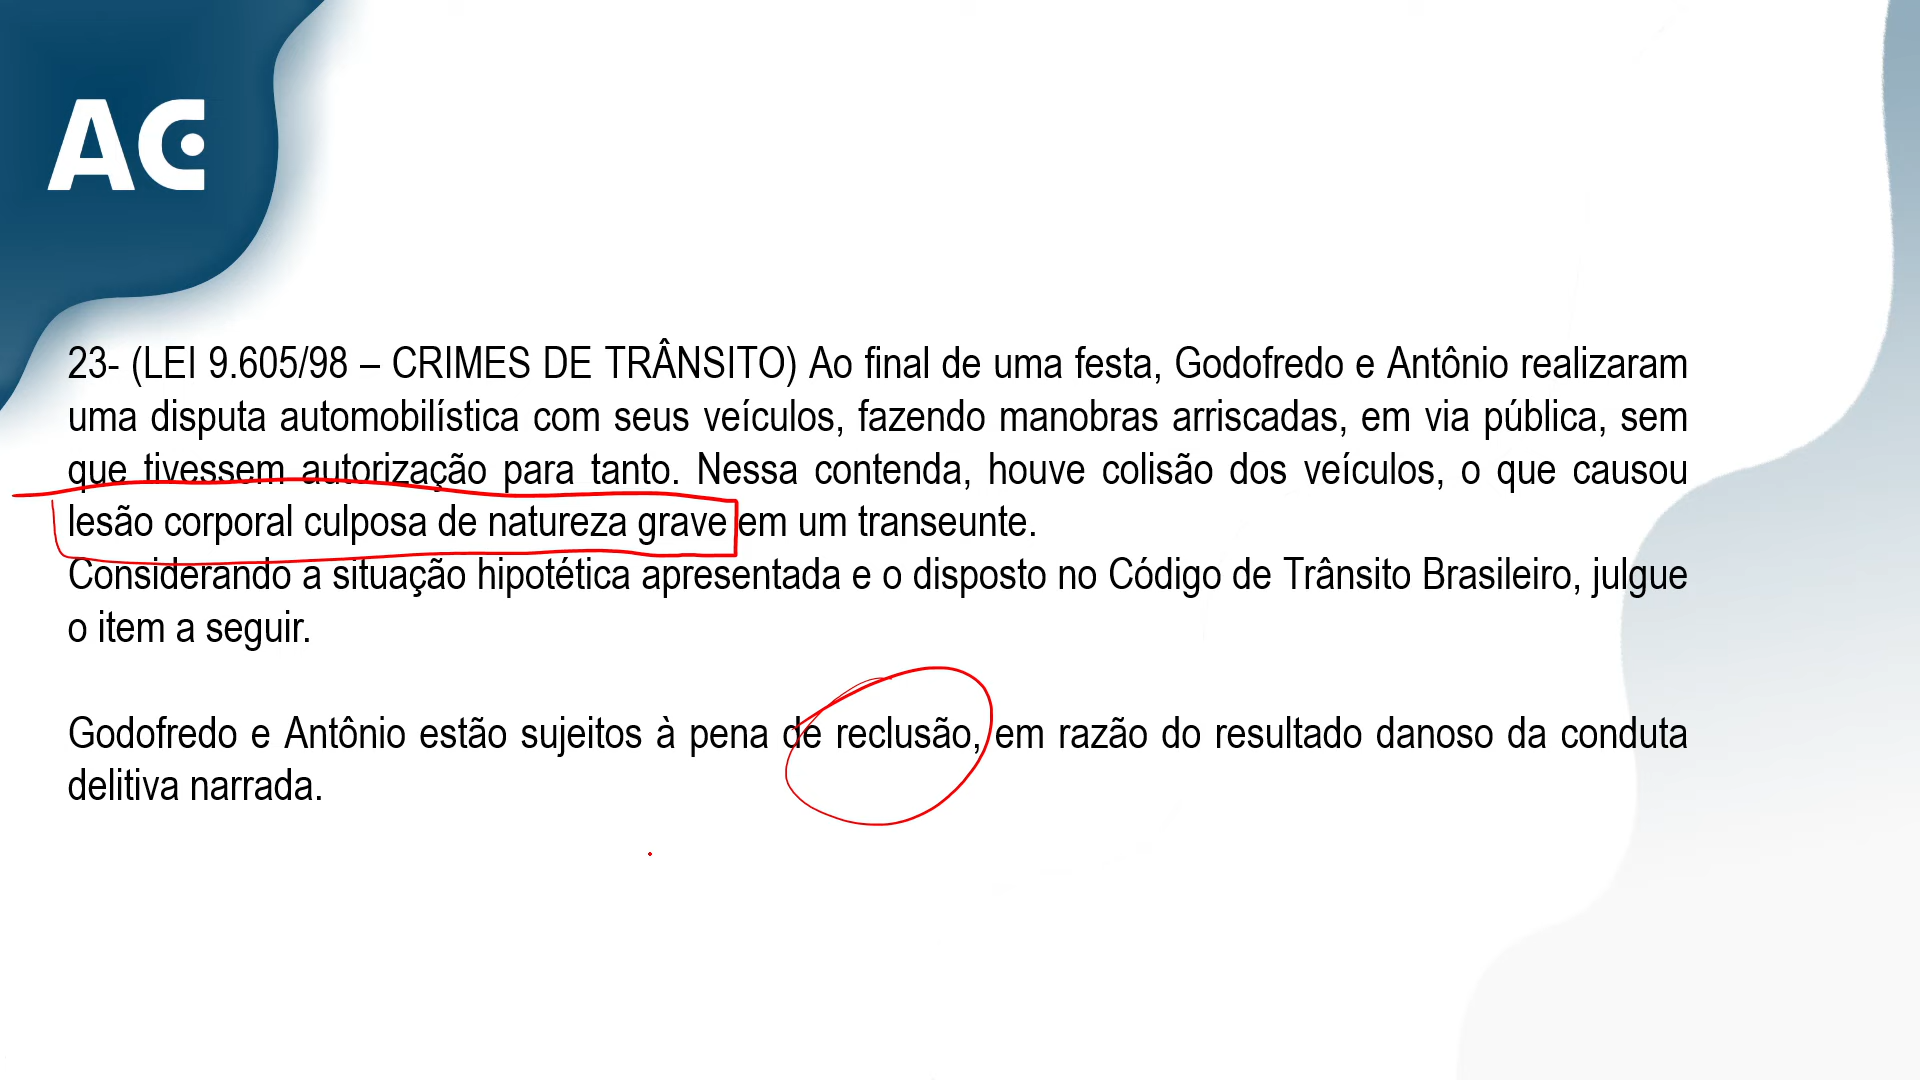 AC
23- (LEI 9.605/98 – CRIMES DE TRÂNSITO) Ao final de uma festa, Godofredo e Antônio realizaram
uma disputa automobilística com seus veículos, fazendo manobras arriscadas, em via pública, sem
que tivessem autorização para tanto. Nessa contenda, houve colisão dos veículos, o que causou
lesão corporal culposa de natureza grave em um transeunte.
Considerando a situação hipotética apresentada e o disposto no Código de Trânsito Brasileiro, julgue
o item a seguir.
Godofredo e Antônio estão sujeitos à pena de reclusão, em razão do resultado danoso da conduta
delitiva narrada.